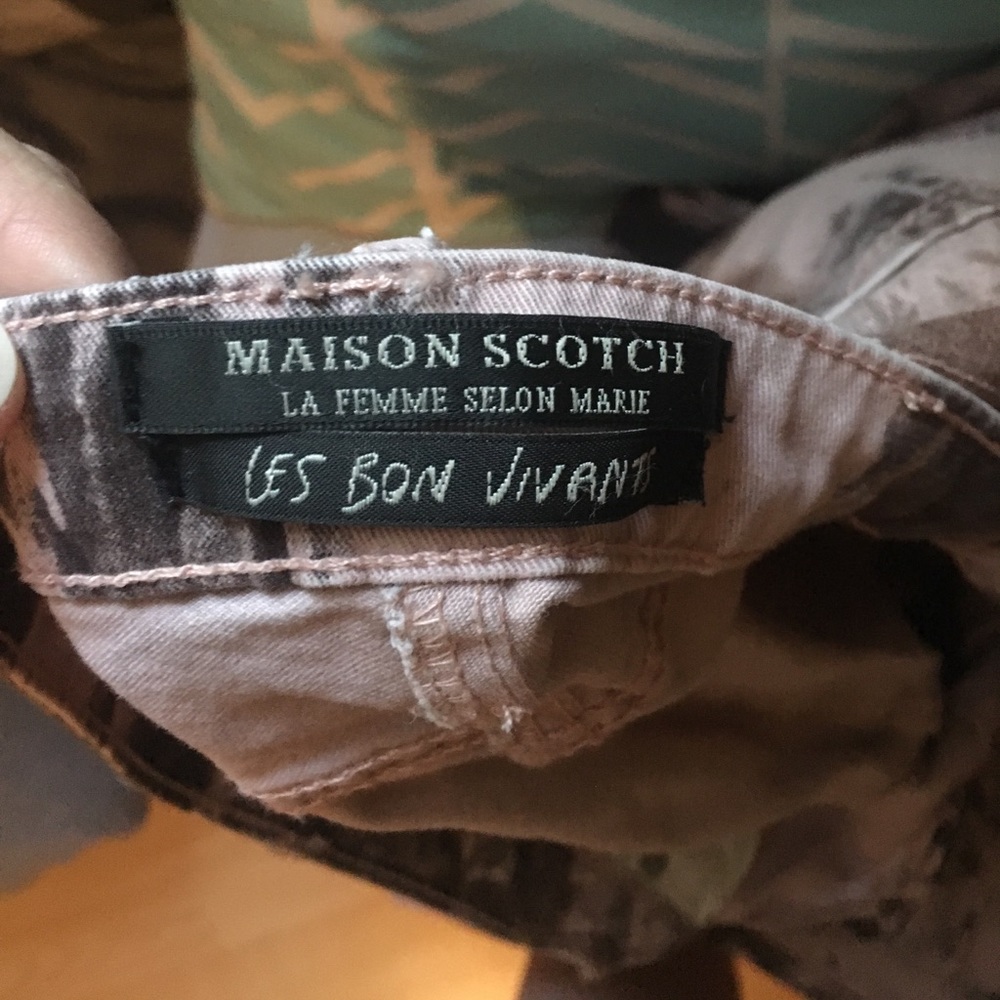 MAISON SCOTCH
LA FEMME SELON MARIE
LES BON VIVANTS